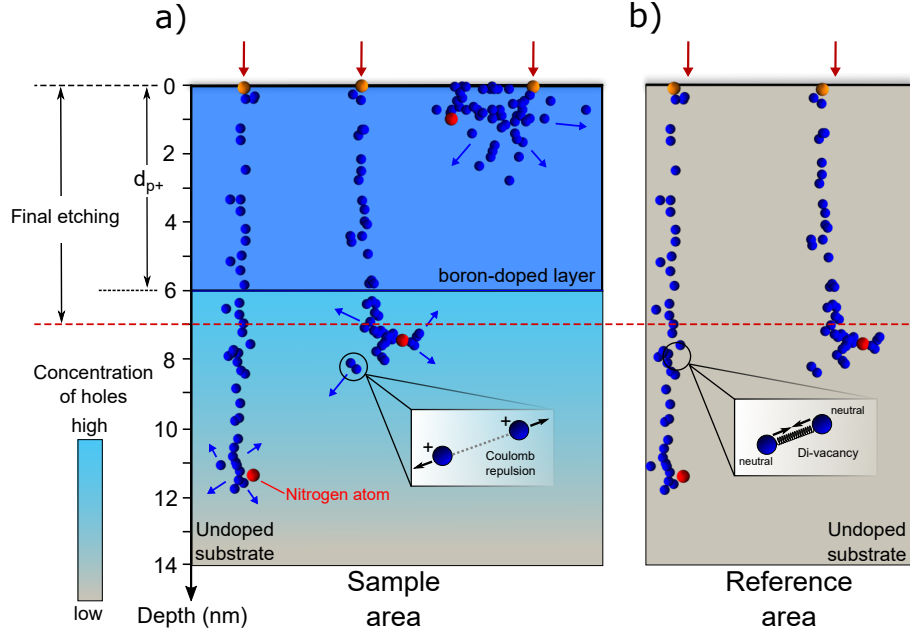 a)
b)
0
2
4
6
8
10
12
14
d_p+
Final etching
boron-doped layer
Concentration
of holes
high
low
+
+
Coulomb
repulsion
Nitrogen atom
Undoped
substrate
Depth (nm)
Sample
area
neutral
neutral
Di-vacancy
Undoped
substrate
Reference
area